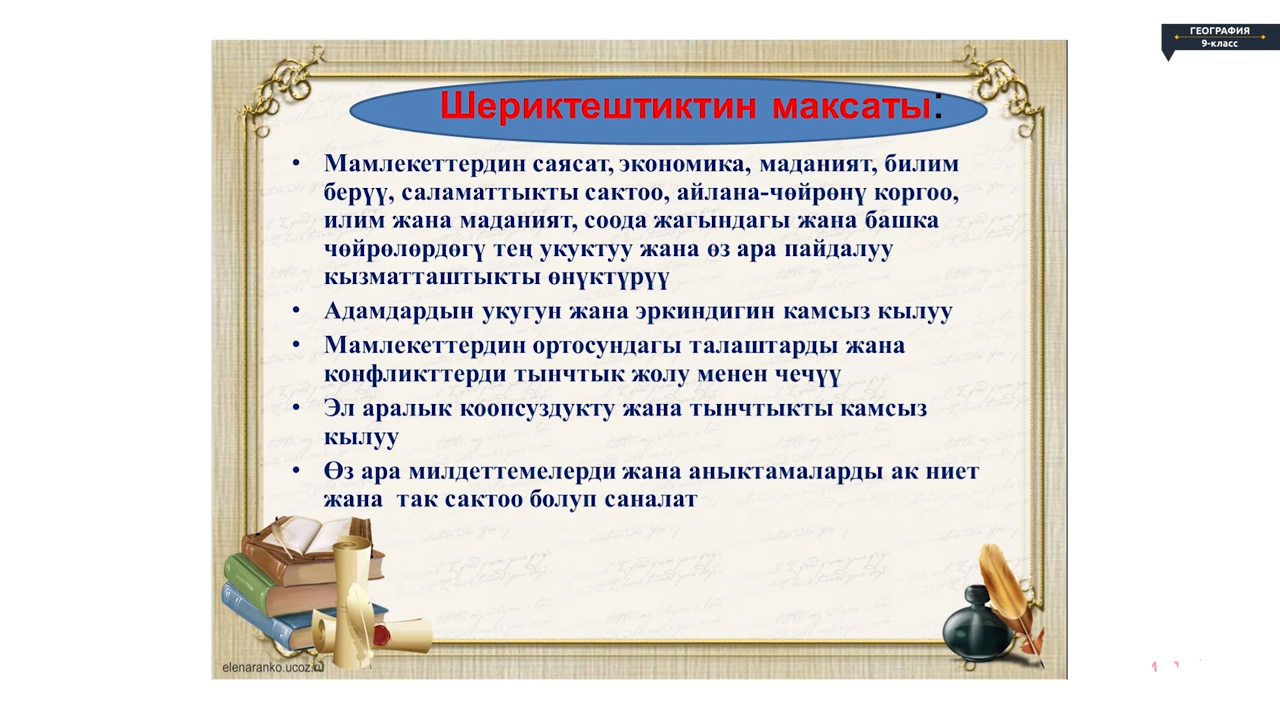 ГЕОГРАФИЯ
9-класс
Шериктештиктин максаты:
• Мамлекеттердин саясат, экономика, маданият, билим
берүү, саламаттыкты сактоо, айлана-чөйрөнү коргоо,
илим жана маданият, соода жагындагы жана башка
чөйрөлөрдөгү тең укуктуу жана өз ара пайдалуу
кызматташтыкты өнүктүрүү
• Адамдардын укугун жана эркиндигин камсыз кылуу
• Мамлекеттердин ортосундагы талаштарды жана
конфликттерди тынчтык жолу менен чечүү
• Эл аралык коопсуздукту жана тынчтыкты камсыз
кылуу
• Өз ара милдеттемелерди жана аныктамаларды ак ниет
жана так сактоо болуп саналат
elenaranko.ucoz.ru